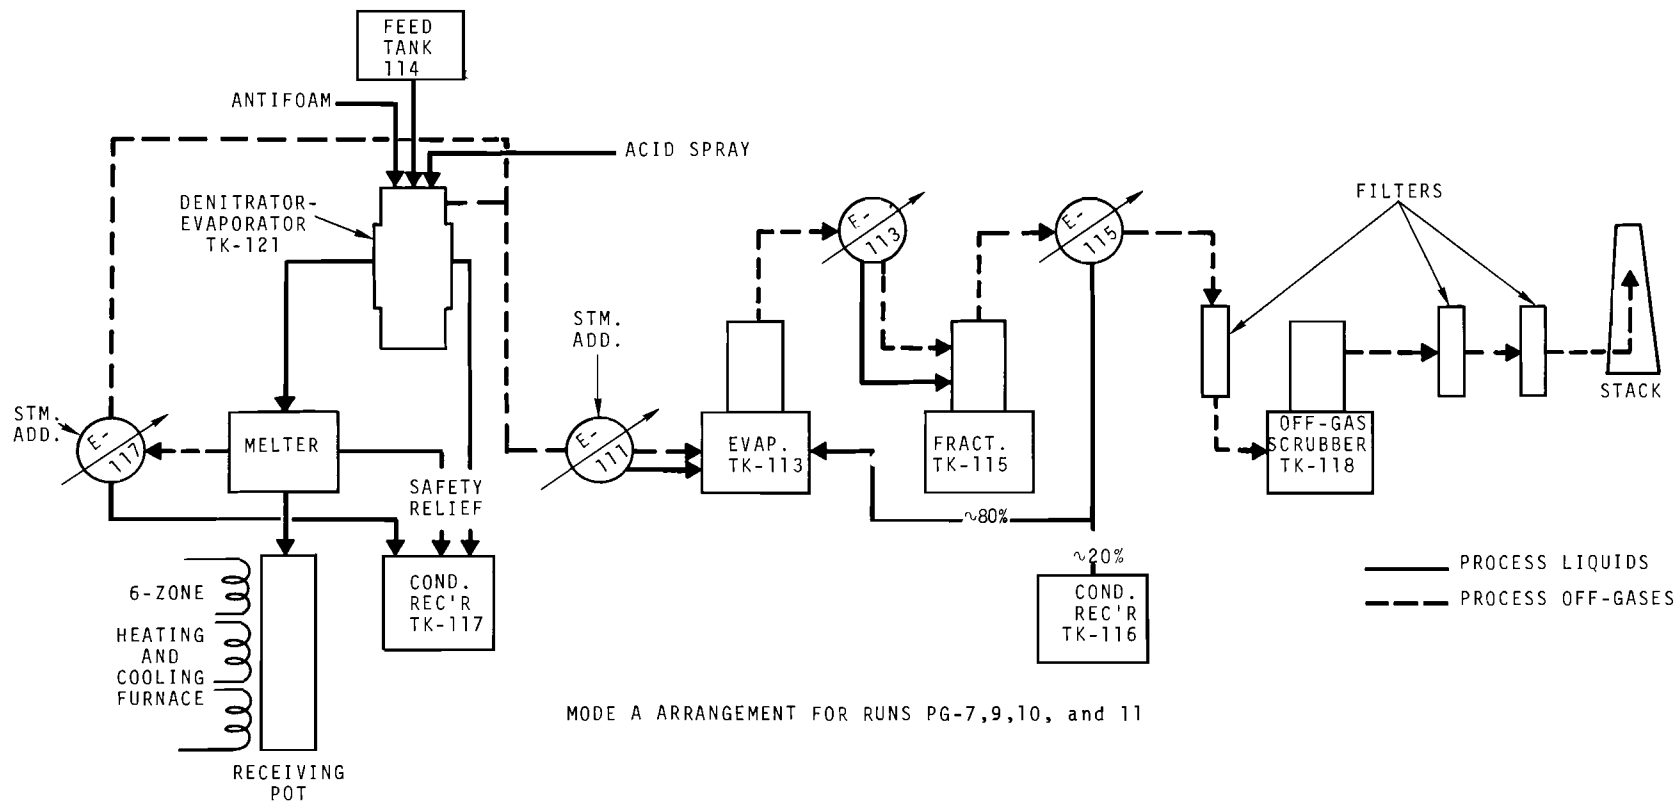 FEED
TANK
114
ANTIFOAM
ACID SPRAY
DENITRATOR-
EVAPORATOR
TK-121
FILTERS
E-
113
E-
115
STM.
ADD.
STM.
ADD.
E-
117
MELTER
E-
111
EVAP.
TK-113
FRACT.
TK-115
OFF-GAS
SCRUBBER
TK-118
STACK
SAFETY
RELIEF
~80%
~20%
6-ZONE
HEATING
AND
COOLING
FURNACE
COND.
REC'R
TK-117
COND.
REC'R
TK-116
PROCESS LIQUIDS
PROCESS OFF-GASES
MODE A ARRANGEMENT FOR RUNS PG-7,9,10, and 11
RECEIVING
POT